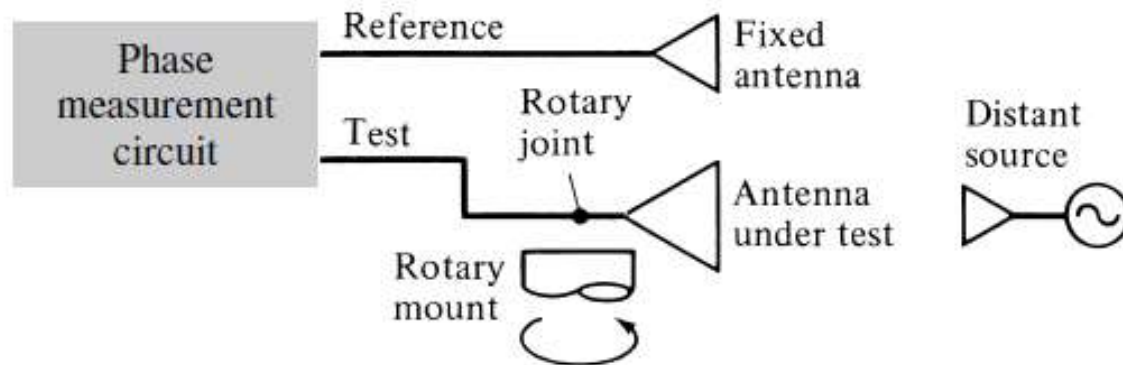 Phase
measurement
circuit
Reference
Test
Rotary
joint
Rotary
mount
Fixed
antenna
Antenna
under test
Distant
source